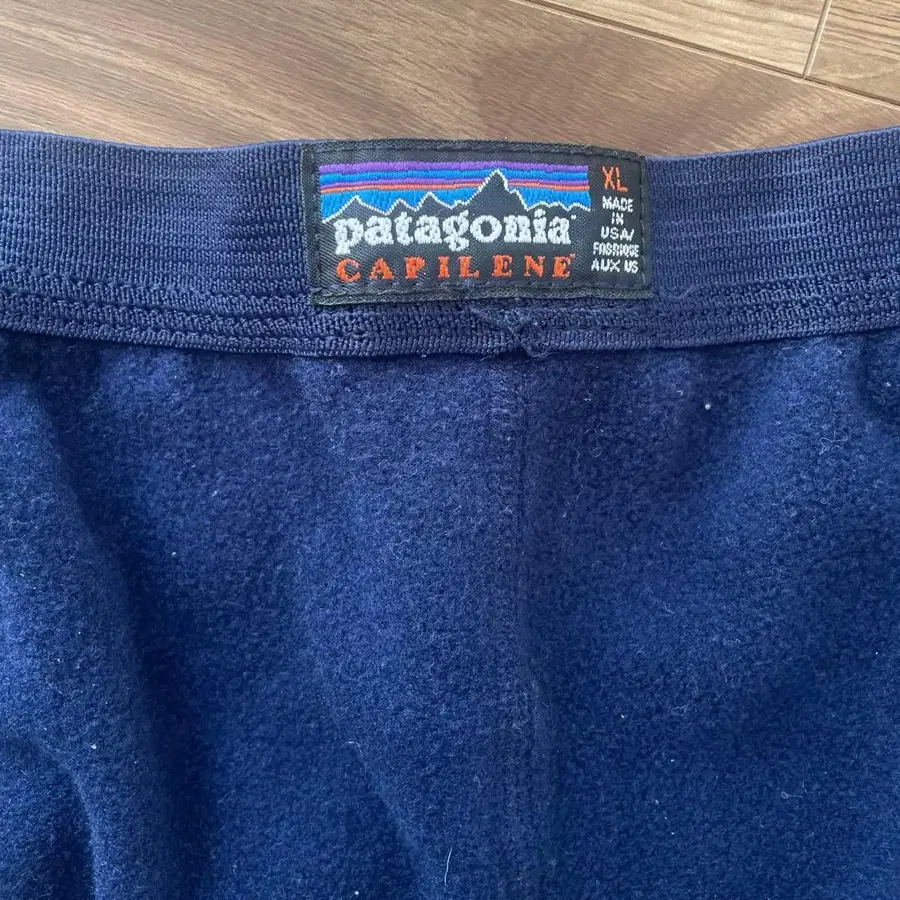 patagonia
CAPILENE
XL
MADE
IN
USA/
FABRIQUE
AUX US